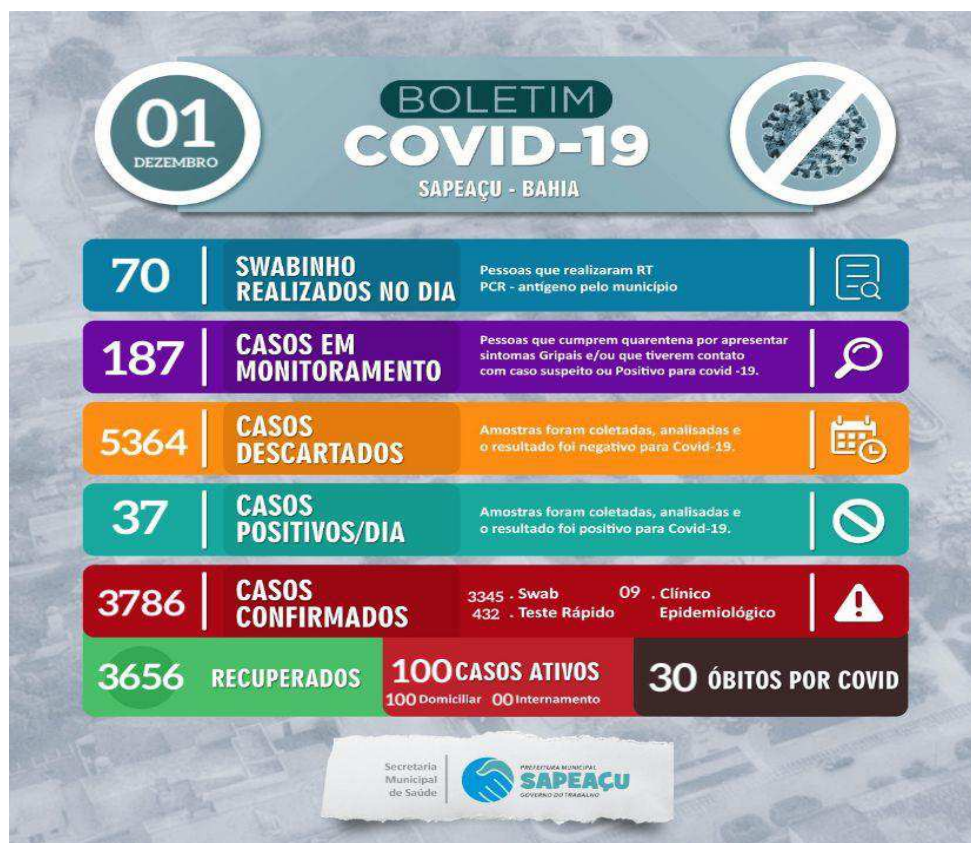 01
DEZEMBRO
BOLETIM
COVID-19
SAPEAÇU - BAHIA
70
SWABINHO
REALIZADOS NO DIA
Pessoas que realizaram RT
PCR - antígeno pelo município
187
CASOS EM
MONITORAMENTO
Pessoas que cumprem quarentena por apresentar
sintomas Gripais e/ou que tiverem contato
com caso suspeito ou Positivo para covid -19.
5364
CASOS
DESCARTADOS
Amostras foram coletadas, analisadas e
o resultado foi negativo para Covid-19.
37
CASOS
POSITIVOS/DIA
Amostras foram coletadas, analisadas e
o resultado foi positivo para Covid-19.
3786
CASOS
CONFIRMADOS
3345 . Swab
432 . Teste Rápido
09 . Clínico
Epidemiológico
3656 RECUPERADOS
100 CASOS ATIVOS
100 Domiciliar 00 Internamento
30 ÓBITOS POR COVID
Secretaria
Municipal
de Saúde
PREFEITURA MUNICIPAL
SAPEAÇU
GOVERNO DO TRABALHO